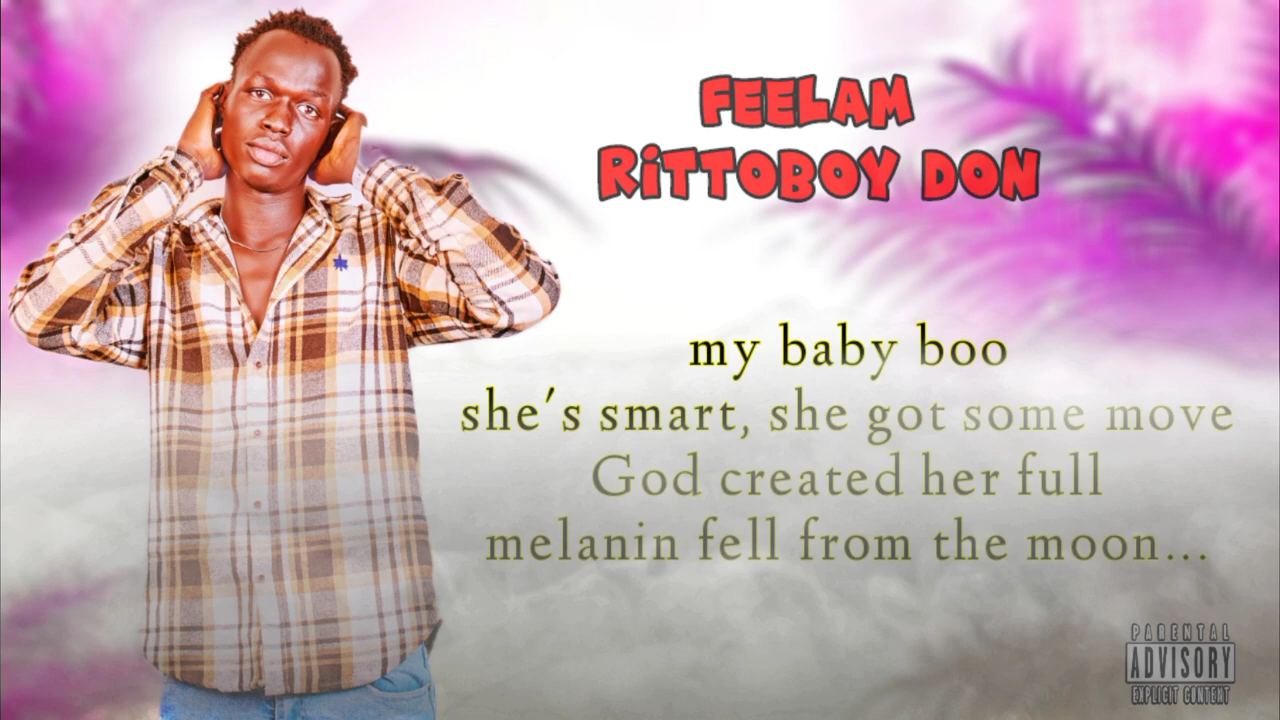 FEELAM
RiTTOBOY DON
my baby boo
she's smart, she got some move
God created her full
melanin fell from the moon...
PARENTAL
ADVISORY
EXPLICIT CONTENT